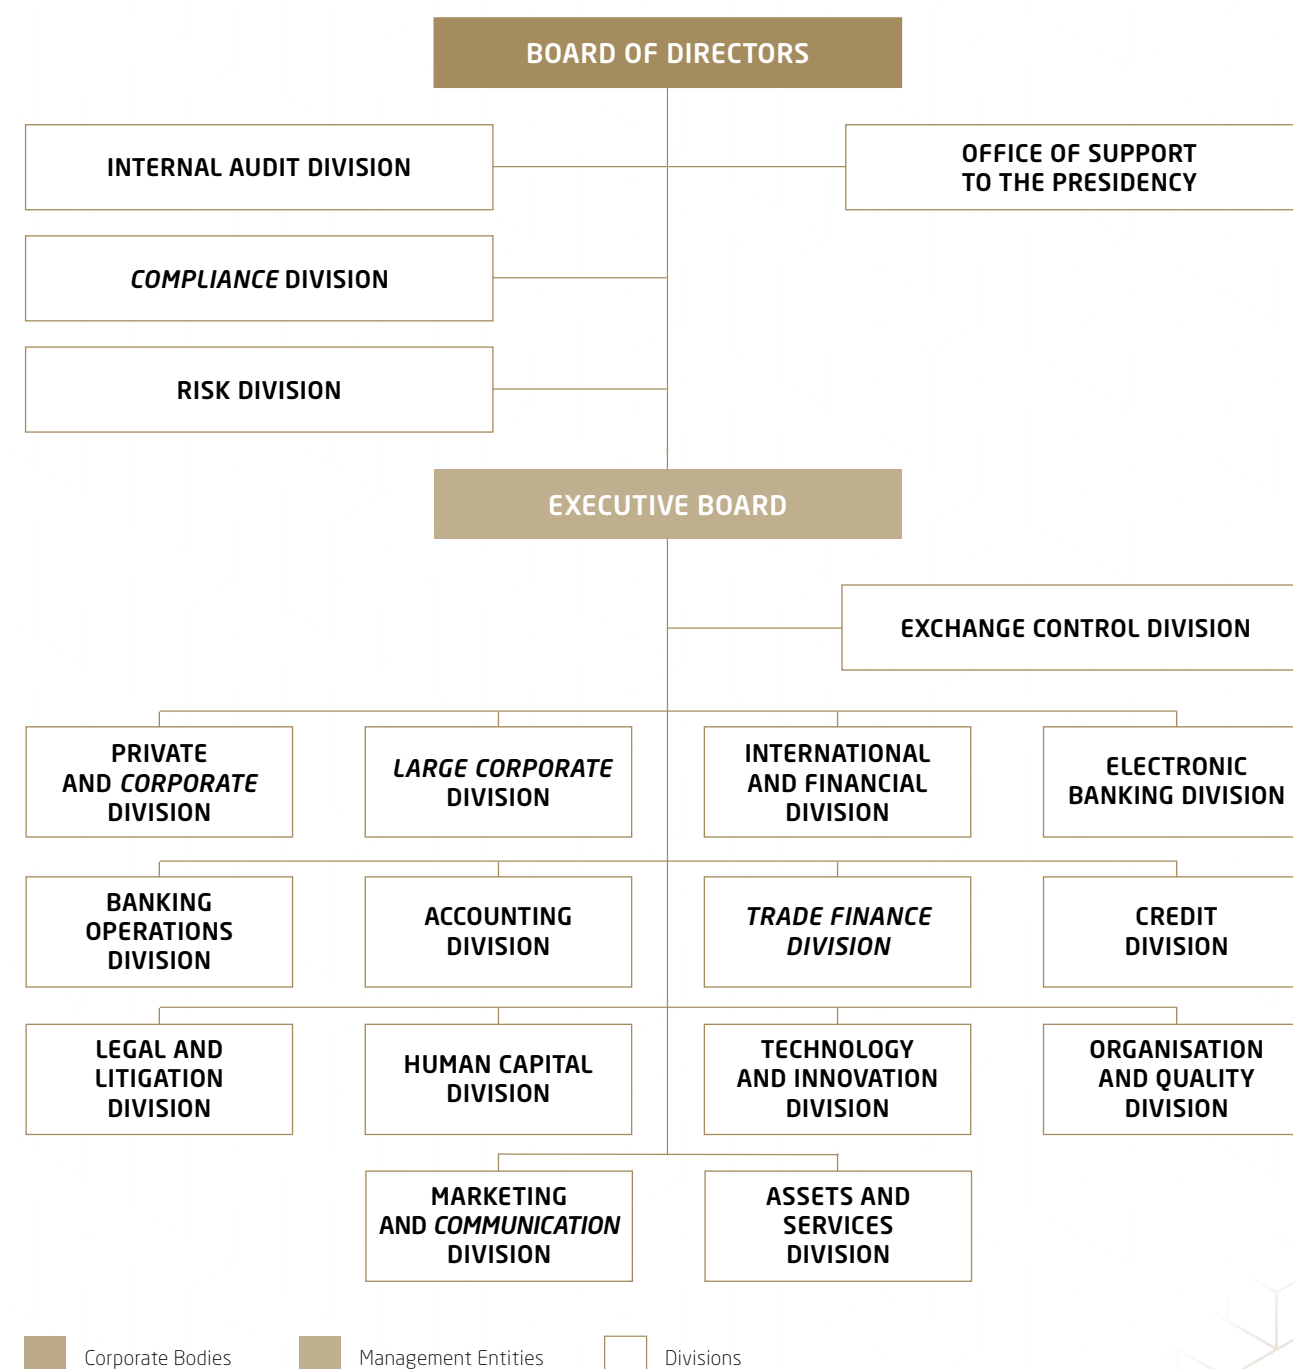 BOARD OF DIRECTORS
INTERNAL AUDIT DIVISION
OFFICE OF SUPPORT
TO THE PRESIDENCY
COMPLIANCE DIVISION
RISK DIVISION
EXECUTIVE BOARD
EXCHANGE CONTROL DIVISION
PRIVATE
AND CORPORATE
DIVISION
LARGE CORPORATE
DIVISION
INTERNATIONAL
AND FINANCIAL
DIVISION
ELECTRONIC
BANKING DIVISION
BANKING
OPERATIONS
DIVISION
ACCOUNTING
DIVISION
TRADE FINANCE
DIVISION
CREDIT
DIVISION
LEGAL AND
LITIGATION
DIVISION
HUMAN CAPITAL
DIVISION
TECHNOLOGY
AND INNOVATION
DIVISION
ORGANISATION
AND QUALITY
DIVISION
MARKETING
AND COMMUNICATION
DIVISION
ASSETS AND
SERVICES
DIVISION
Corporate Bodies
Management Entities
Divisions